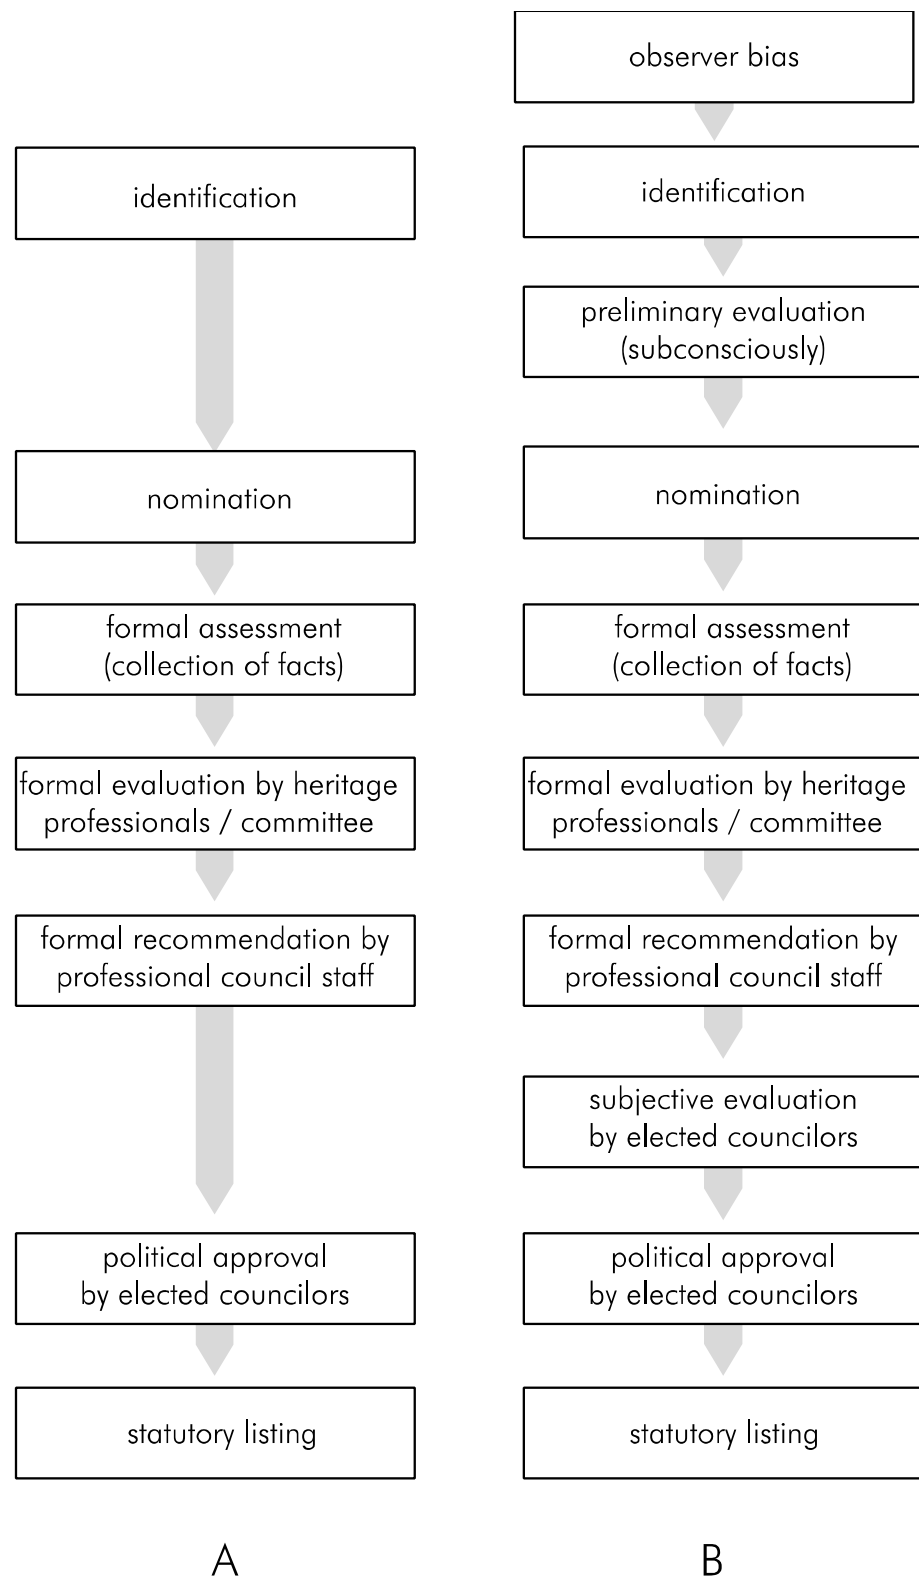 identification
nomination
formal assessment
(collection of facts)
formal evaluation by heritage
professionals / committee
formal recommendation by
professional council staff
political approval
by elected councilors
statutory listing
A
observer bias
identification
preliminary evaluation
(subconsciously)
nomination
formal assessment
(collection of facts)
formal evaluation by heritage
professionals / committee
formal recommendation by
professional council staff
subjective evaluation
by elected councilors
political approval
by elected councilors
statutory listing
B